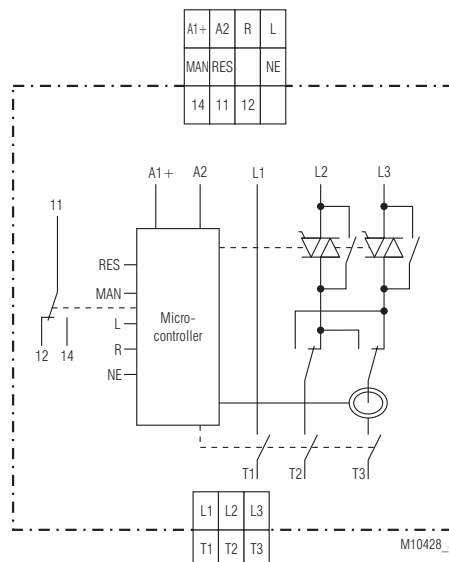 A1+ A2 R L
MAN RES NE
14 11 12
A1+ A2 L1 L2 L3
11
RES
MAN
L
R
NE
Micro-
controller
12 14
T1 T2 T3
L1 L2 L3
T1 T2 T3
M10428_